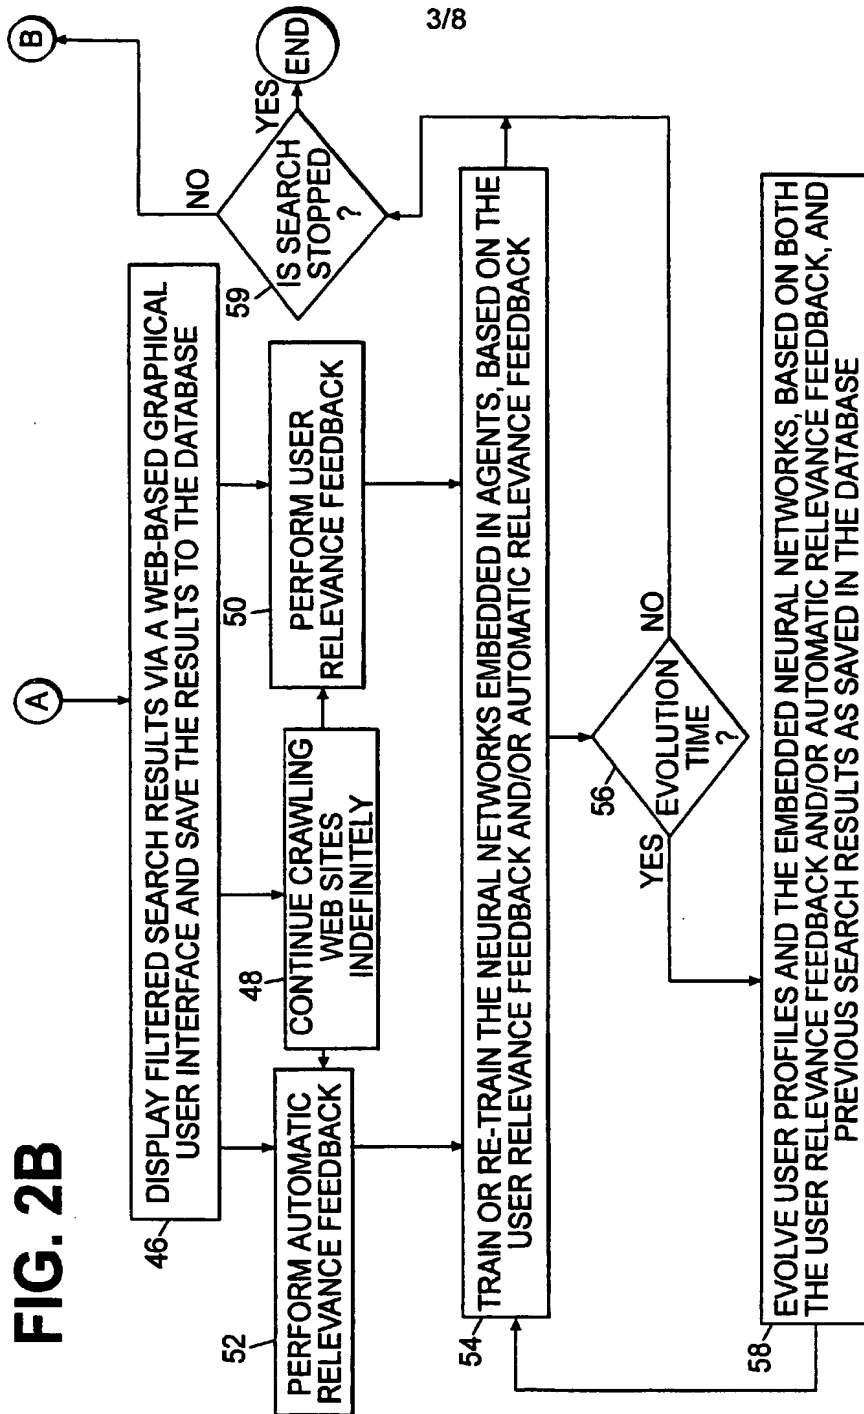 3/8
FIG. 2B
A
B
46
DISPLAY FILTERED SEARCH RESULTS VIA A WEB-BASED GRAPHICAL
USER INTERFACE AND SAVE THE RESULTS TO THE DATABASE
52
PERFORM AUTOMATIC
RELEVANCE FEEDBACK
48
CONTINUE CRAWLING
WEB SITES
INDEFINITELY
50
PERFORM USER
RELEVANCE FEEDBACK
59
IS SEARCH
STOPPED
?
NO
YES
END
54
TRAIN OR RE-TRAIN THE NEURAL NETWORKS EMBEDDED IN AGENTS, BASED ON THE
USER RELEVANCE FEEDBACK AND/OR AUTOMATIC RELEVANCE FEEDBACK
56
EVOLUTION
TIME
?
YES
NO
58
EVOLVE USER PROFILES AND THE EMBEDDED NEURAL NETWORKS, BASED ON BOTH
THE USER RELEVANCE FEEDBACK AND/OR AUTOMATIC RELEVANCE FEEDBACK, AND
PREVIOUS SEARCH RESULTS AS SAVED IN THE DATABASE